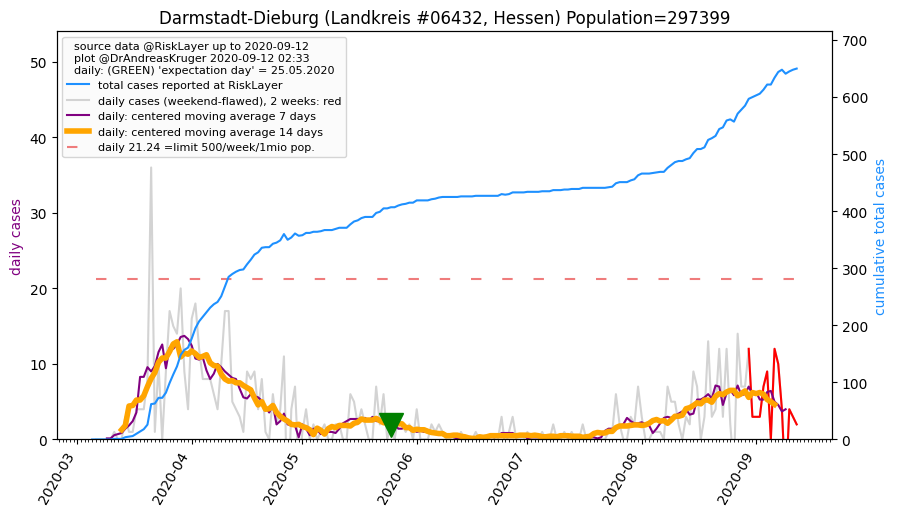 Darmstadt-Dieburg (Landkreis #06432, Hessen) Population=297399
source data @RiskLayer up to 2020-09-12
plot @DrAndreasKruger 2020-09-12 02:33
daily: (GREEN) 'expectation day' = 25.05.2020
total cases reported at RiskLayer
daily cases (weekend-flawed), 2 weeks: red
daily: centered moving average 7 days
daily: centered moving average 14 days
daily 21.24 =limit 500/week/1mio pop.
daily cases
50
40
30
20
10
0
cumulative total cases
700
600
500
400
300
200
100
0
2020-03
2020-04
2020-05
2020-06
2020-07
2020-08
2020-09